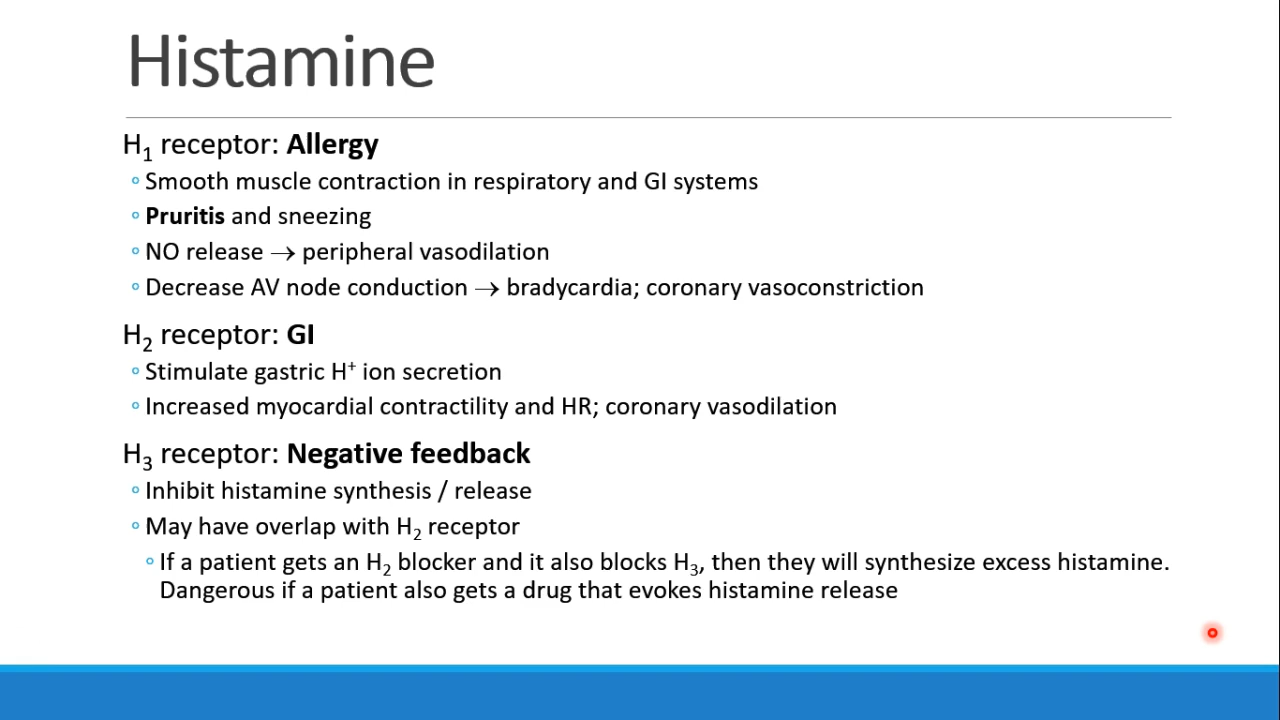 Histamine
H₁ receptor: Allergy
◦ Smooth muscle contraction in respiratory and GI systems
◦ Pruritis and sneezing
◦ NO release → peripheral vasodilation
◦ Decrease AV node conduction → bradycardia; coronary vasoconstriction
H₂ receptor: GI
◦ Stimulate gastric H⁺ ion secretion
◦ Increased myocardial contractility and HR; coronary vasodilation
H₃ receptor: Negative feedback
◦ Inhibit histamine synthesis / release
◦ May have overlap with H₂ receptor
◦ If a patient gets an H₂ blocker and it also blocks H₃, then they will synthesize excess histamine.
Dangerous if a patient also gets a drug that evokes histamine release